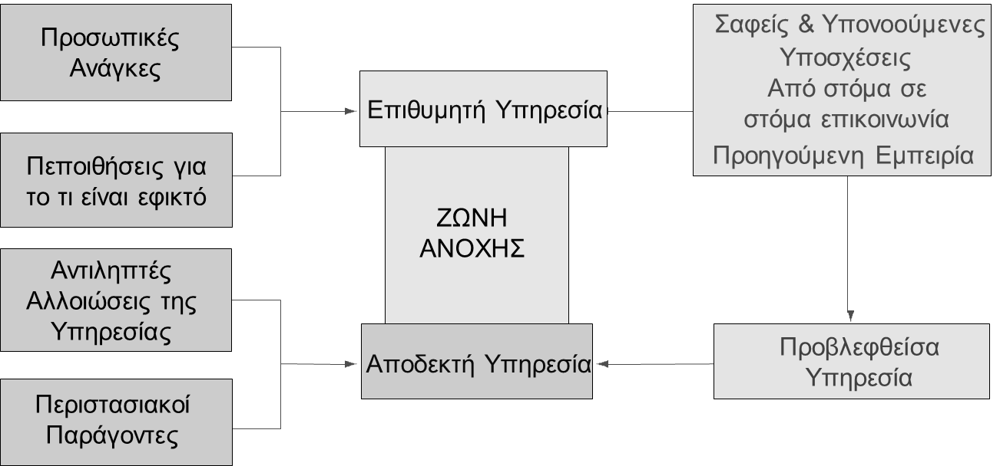 Προσωπικές
Ανάγκες
Πεποιθήσεις για
το τι είναι εφικτό
Αντιληπτές
Αλλοιώσεις της
Υπηρεσίας
Περιστασιακοί
Παράγοντες
Επιθυμητή Υπηρεσία
ΖΩΝΗ
ΑΝΟΧΗΣ
Αποδεκτή Υπηρεσία
Σαφείς & Υπονοούμενες
Υποσχέσεις
Από στόμα σε
στόμα επικοινωνία
Προηγούμενη Εμπειρία
Προβλεφθείσα
Υπηρεσία